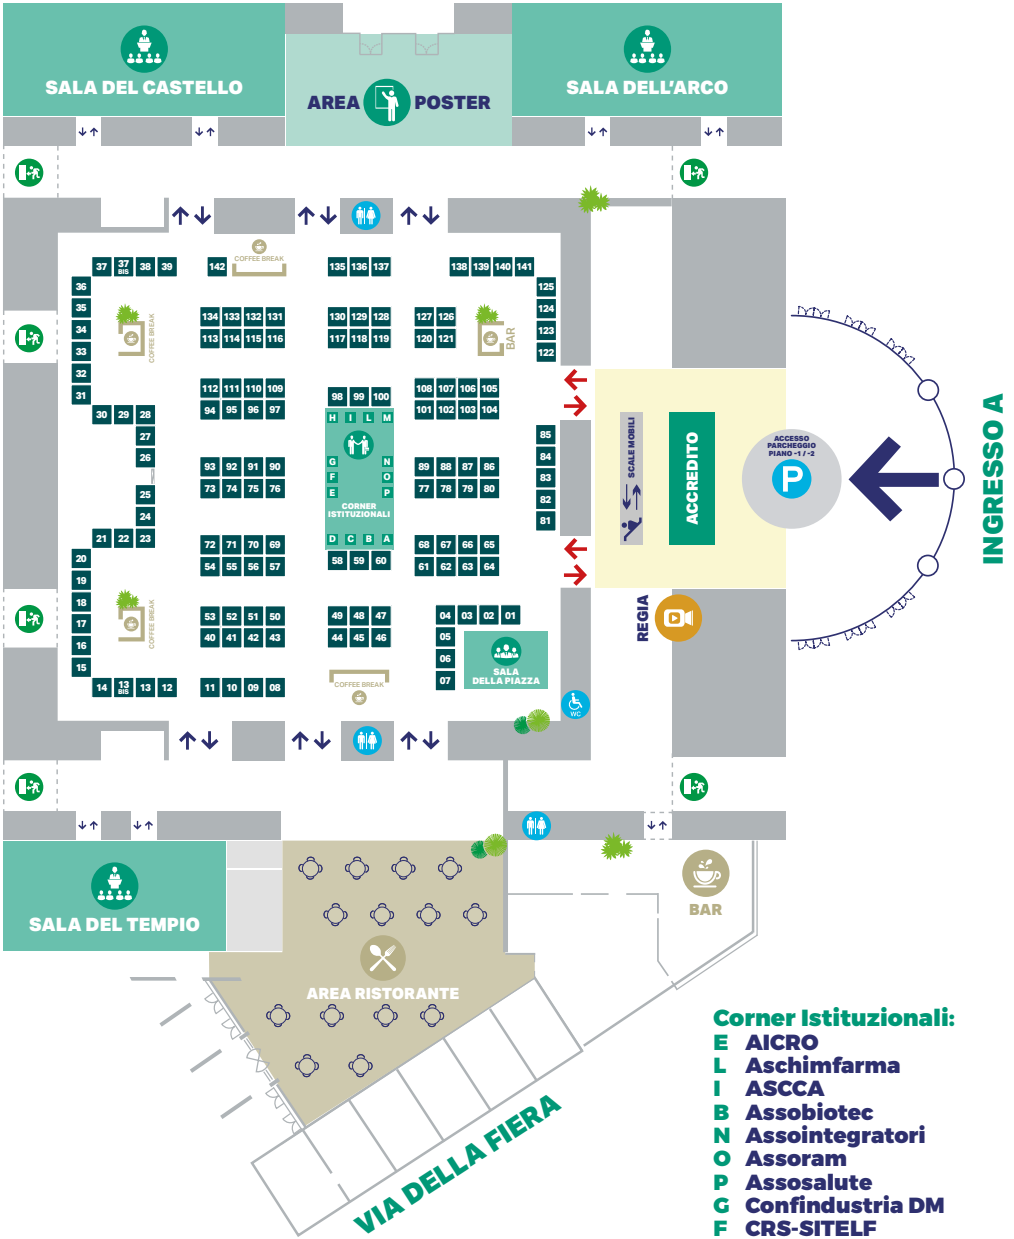 SALA DEL CASTELLO
AREA POSTER
SALA DELL'ARCO
COFFEE BREAK
37 37 BIS 38 39
142
135 136 137
138 139 140 141
36
35
34
33
32
31
125
124
123
122
COFFEE BREAK
134 133 132 131
113 114 115 116
130 129 128
117 118 119
127 126
120 121
BAR
112 111 110 109
94 95 96 97
98 99 100
108 107 106 105
101 102 103 104
30 29 28
27
26
25
24
21 22 23
H I L M
G N
F O
E P
CORNER
ISTITUZIONALI
D C B A
93 92 91 90
73 74 75 76
89 88 87 86
77 78 79 80
85
84
83
82
81
SCALE MOBILI
ACCREDITO
ACCESSO
PARCHEGGIO
PIANO -1 / -2
P
INGRESSO A
72 71 70 69
54 55 56 57
58 59 60
68 67 66 65
61 62 63 64
20
19
18
17
16
15
COFFEE BREAK
53 52 51 50
40 41 42 43
49 48 47
44 45 46
04 03 02 01
05
06
07
SALA
DELLA PIAZZA
REGIA
14 13 BIS 13 12
11 10 09 08
COFFEE BREAK
WC
SALA DEL TEMPIO
BAR
AREA RISTORANTE
VIA DELLA FIERA
Corner Istituzionali:
E AICRO
L Aschimfarma
I ASCCA
B Assobiotec
N Assointegratori
O Assoram
P Assosalute
G Confindustria DM
F CRS-SITELF